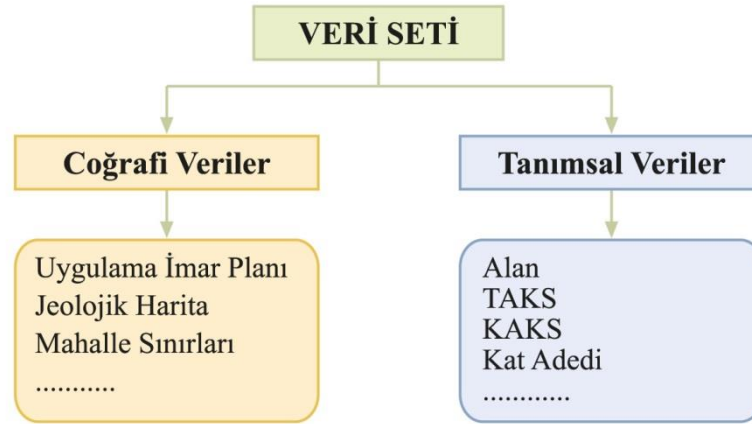 VERİ SETİ
Coğrafi Veriler
Uygulama İmar Planı
Jeolojik Harita
Mahalle Sınırları
...........
Tanımsal Veriler
Alan
TAKS
KAKS
Kat Adedi
............